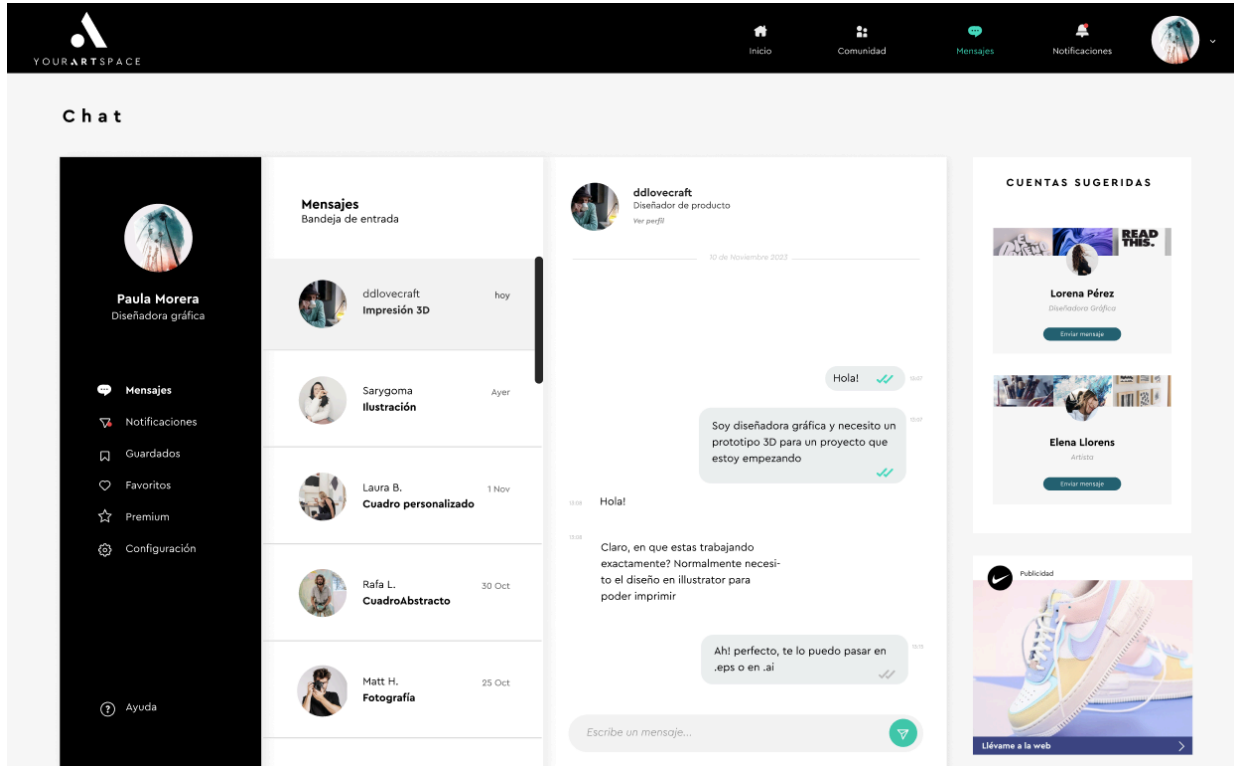 YOURARTSPACE
Inicio
Comunidad
Mensajes
Notificaciones
Chat
Paula Morera
Diseñadora gráfica
Mensajes
Notificaciones
Guardados
Favoritos
Premium
Configuración
Ayuda
Mensajes
Bandeja de entrada
ddlovecraft
hoy
Impresión 3D
Sarygoma
Ayer
Ilustración
Laura B.
1 Nov
Cuadro personalizado
Rafa L.
30 Oct
CuadroAbstracto
Matt H.
25 Oct
Fotografía
ddlovecraft
Diseñador de producto
Ver perfil
10 de Noviembre 2023
Hola!
Soy diseñadora gráfica y necesito un
prototipo 3D para un proyecto que
estoy empezando
Hola!
Claro, en que estas trabajando
exactamente? Normalmente necesi-
to el diseño en illustrator para
poder imprimir
Ah! perfecto, te lo puedo pasar en
.eps o en .ai
Escribe un mensaje...
CUENTAS SUGERIDAS
READ
THIS.
Lorena Pérez
Diseñadora Gráfica
Enviar mensaje
Elena Llorens
Artista
Enviar mensaje
Publicidad
Llévame a la web